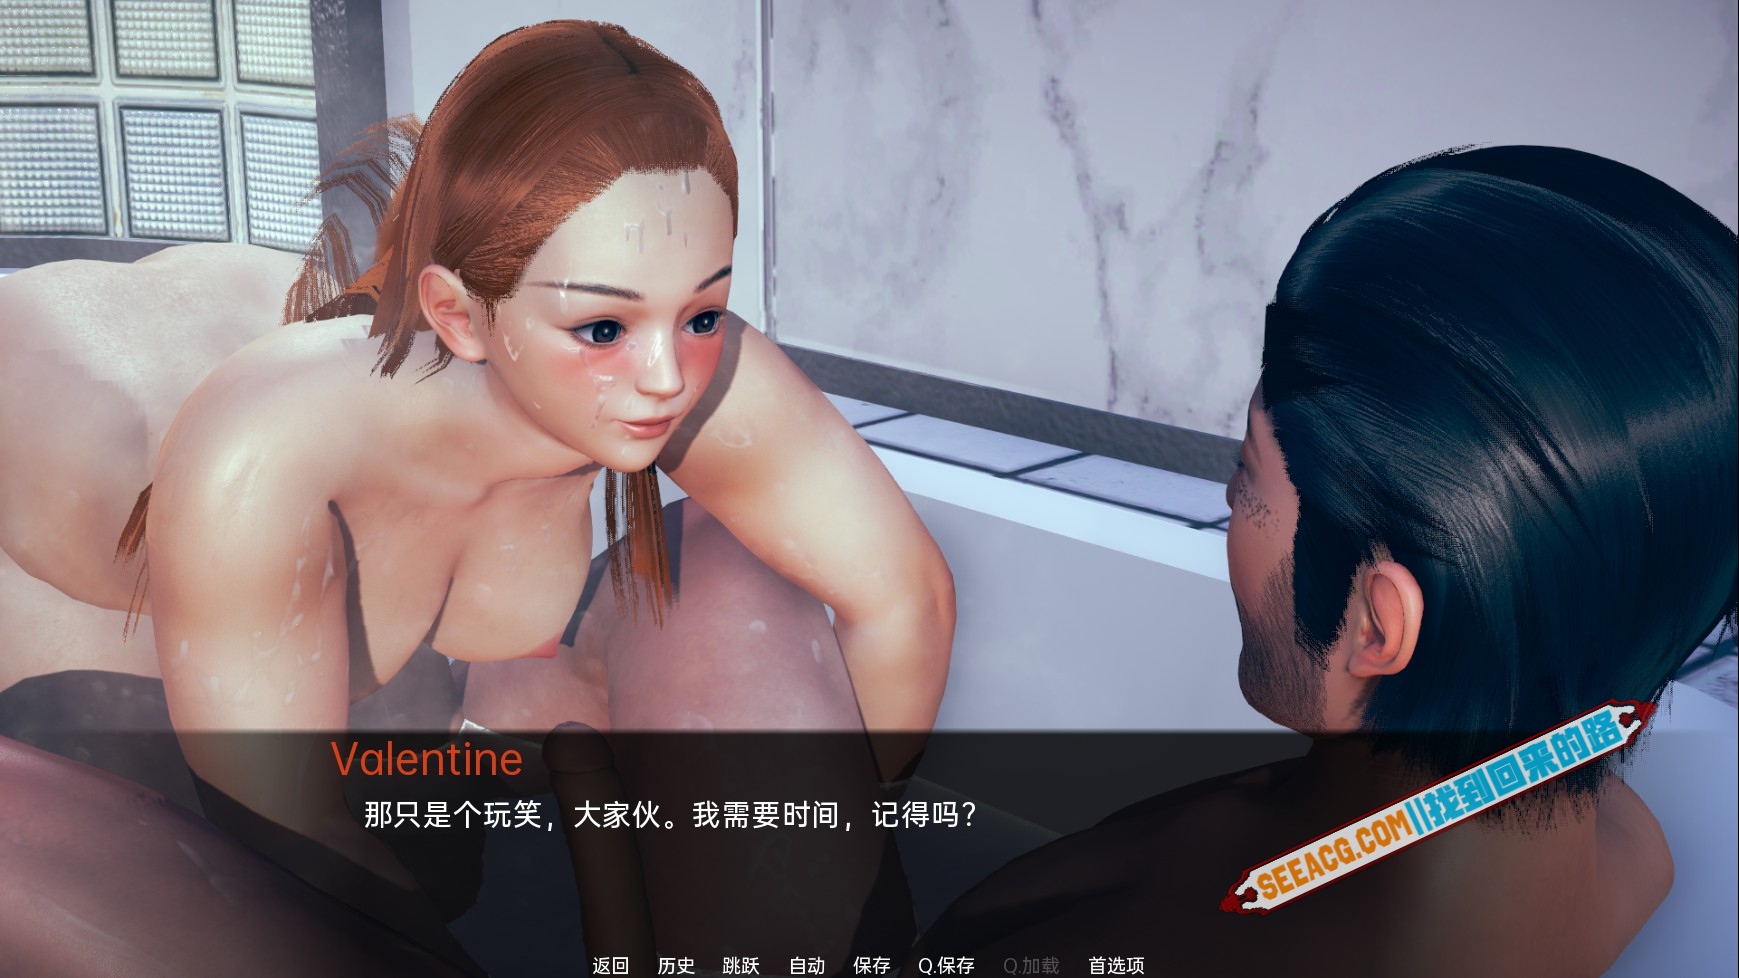 Valentine
那只是个玩笑，大家伙。我需要时间，记得吗？
SEEACG.COM||找到回来的路
返回 历史 跳跃 自动 保存 Q.保存 Q.加载 首选项